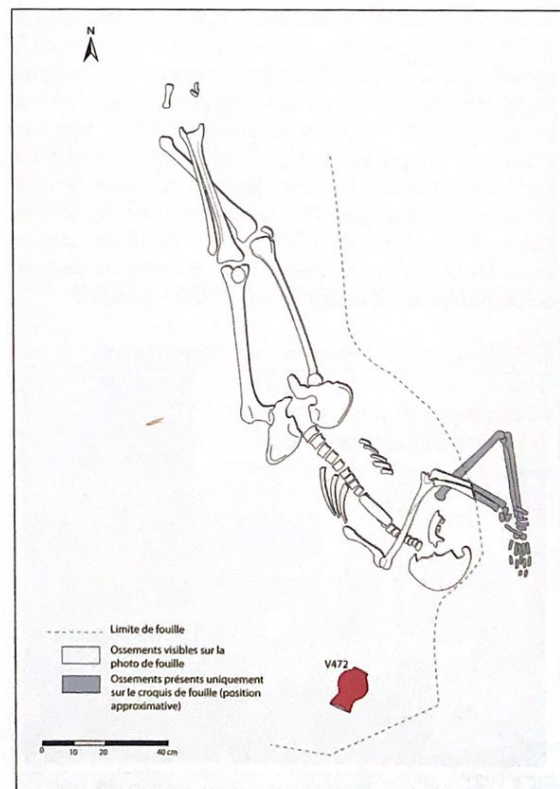 N
V472
Limite de fouille
Ossements visibles sur la
photo de fouille
Ossements présents uniquement
sur le croquis de fouille (position
approximative)
0 10 20 40 cm